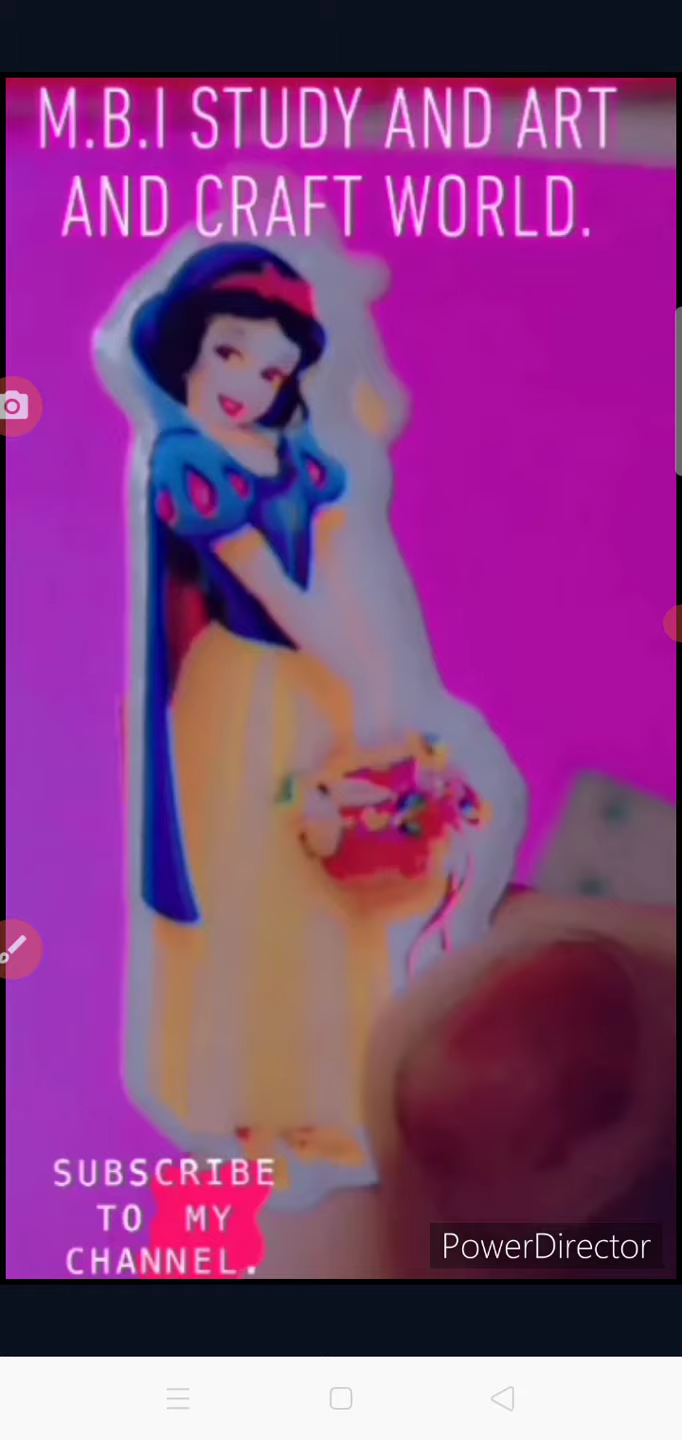 M.B.I STUDY AND ART
AND CRAFT WORLD.
SUBSCRIBE
TO MY
CHANNEL.
PowerDirector